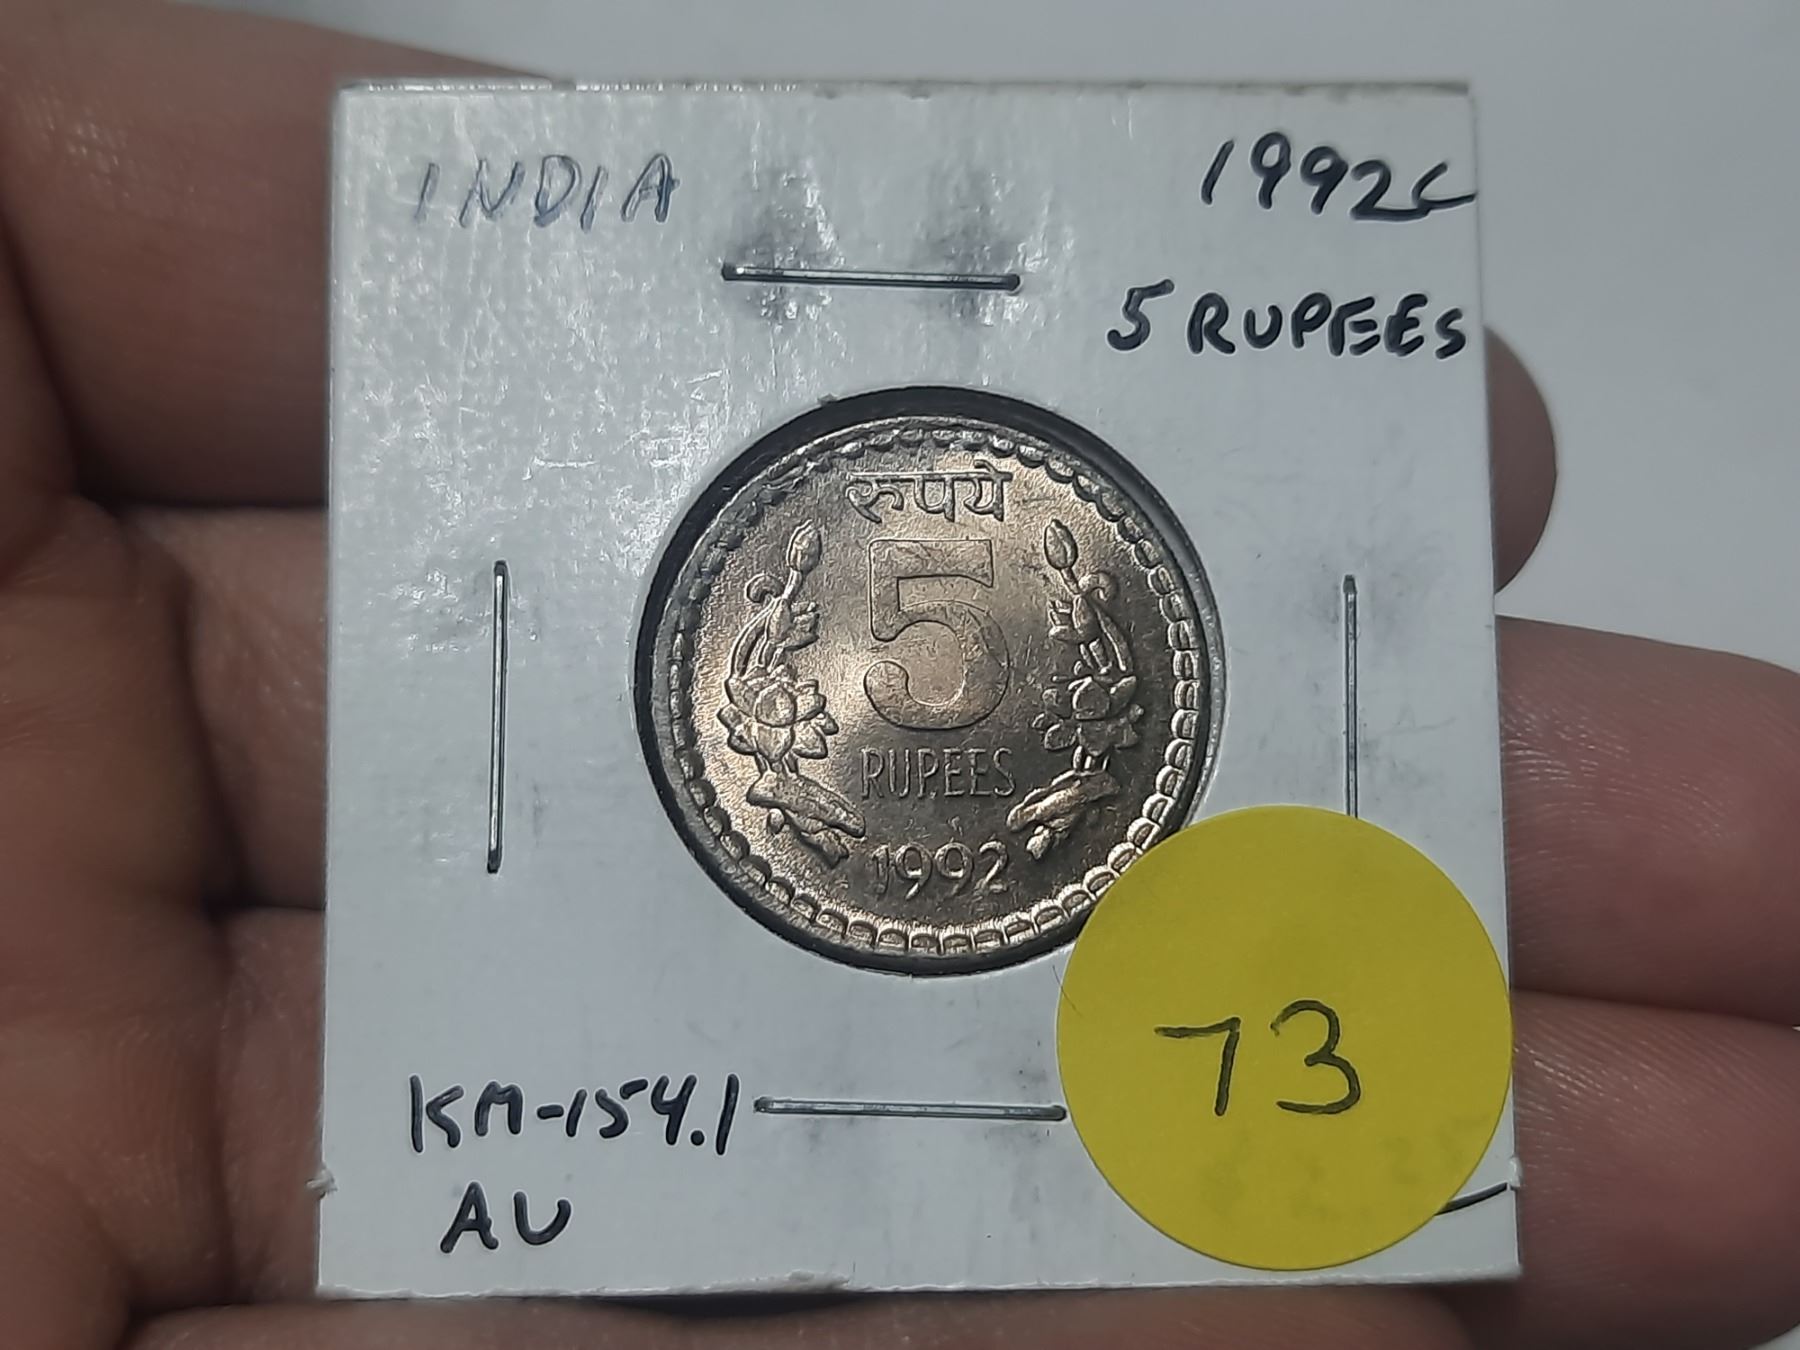 INDIA
1992C
5 RUPEES
रुपये
5
RUPEES
1992
KM-154.1
AU
73